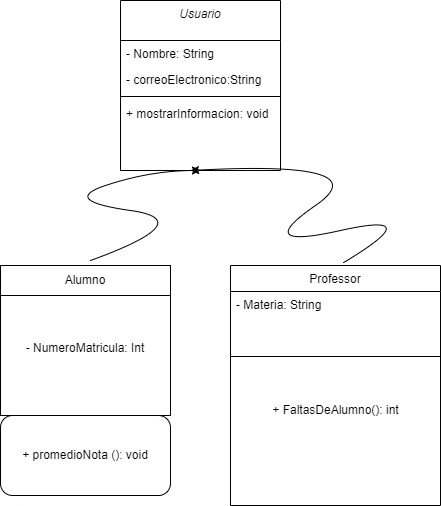 Usuario
- Nombre: String
- correoElectronico:String
+ mostrarInformacion: void
Alumno
- NumeroMatricula: Int
+ promedioNota (): void
Professor
- Materia: String
+ FaltasDeAlumno(): int